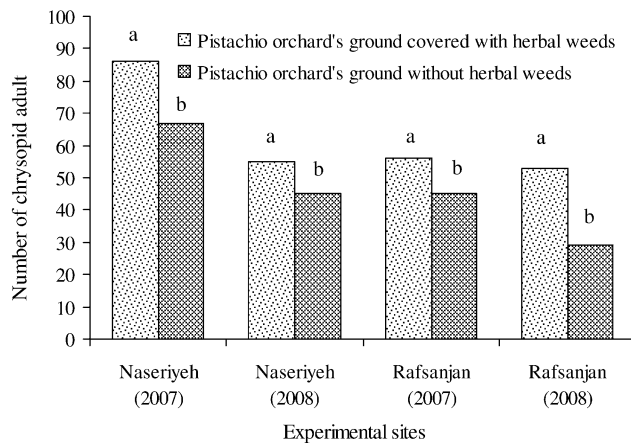 100
90
80
70
60
50
40
30
20
10
0
Number of chrysopid adult
Pistachio orchard's ground covered with herbal weeds
Pistachio orchard's ground without herbal weeds
a
b
a
b
a
b
a
b
Naseriyeh
(2007)
Naseriyeh
(2008)
Rafsanjan
(2007)
Rafsanjan
(2008)
Experimental sites